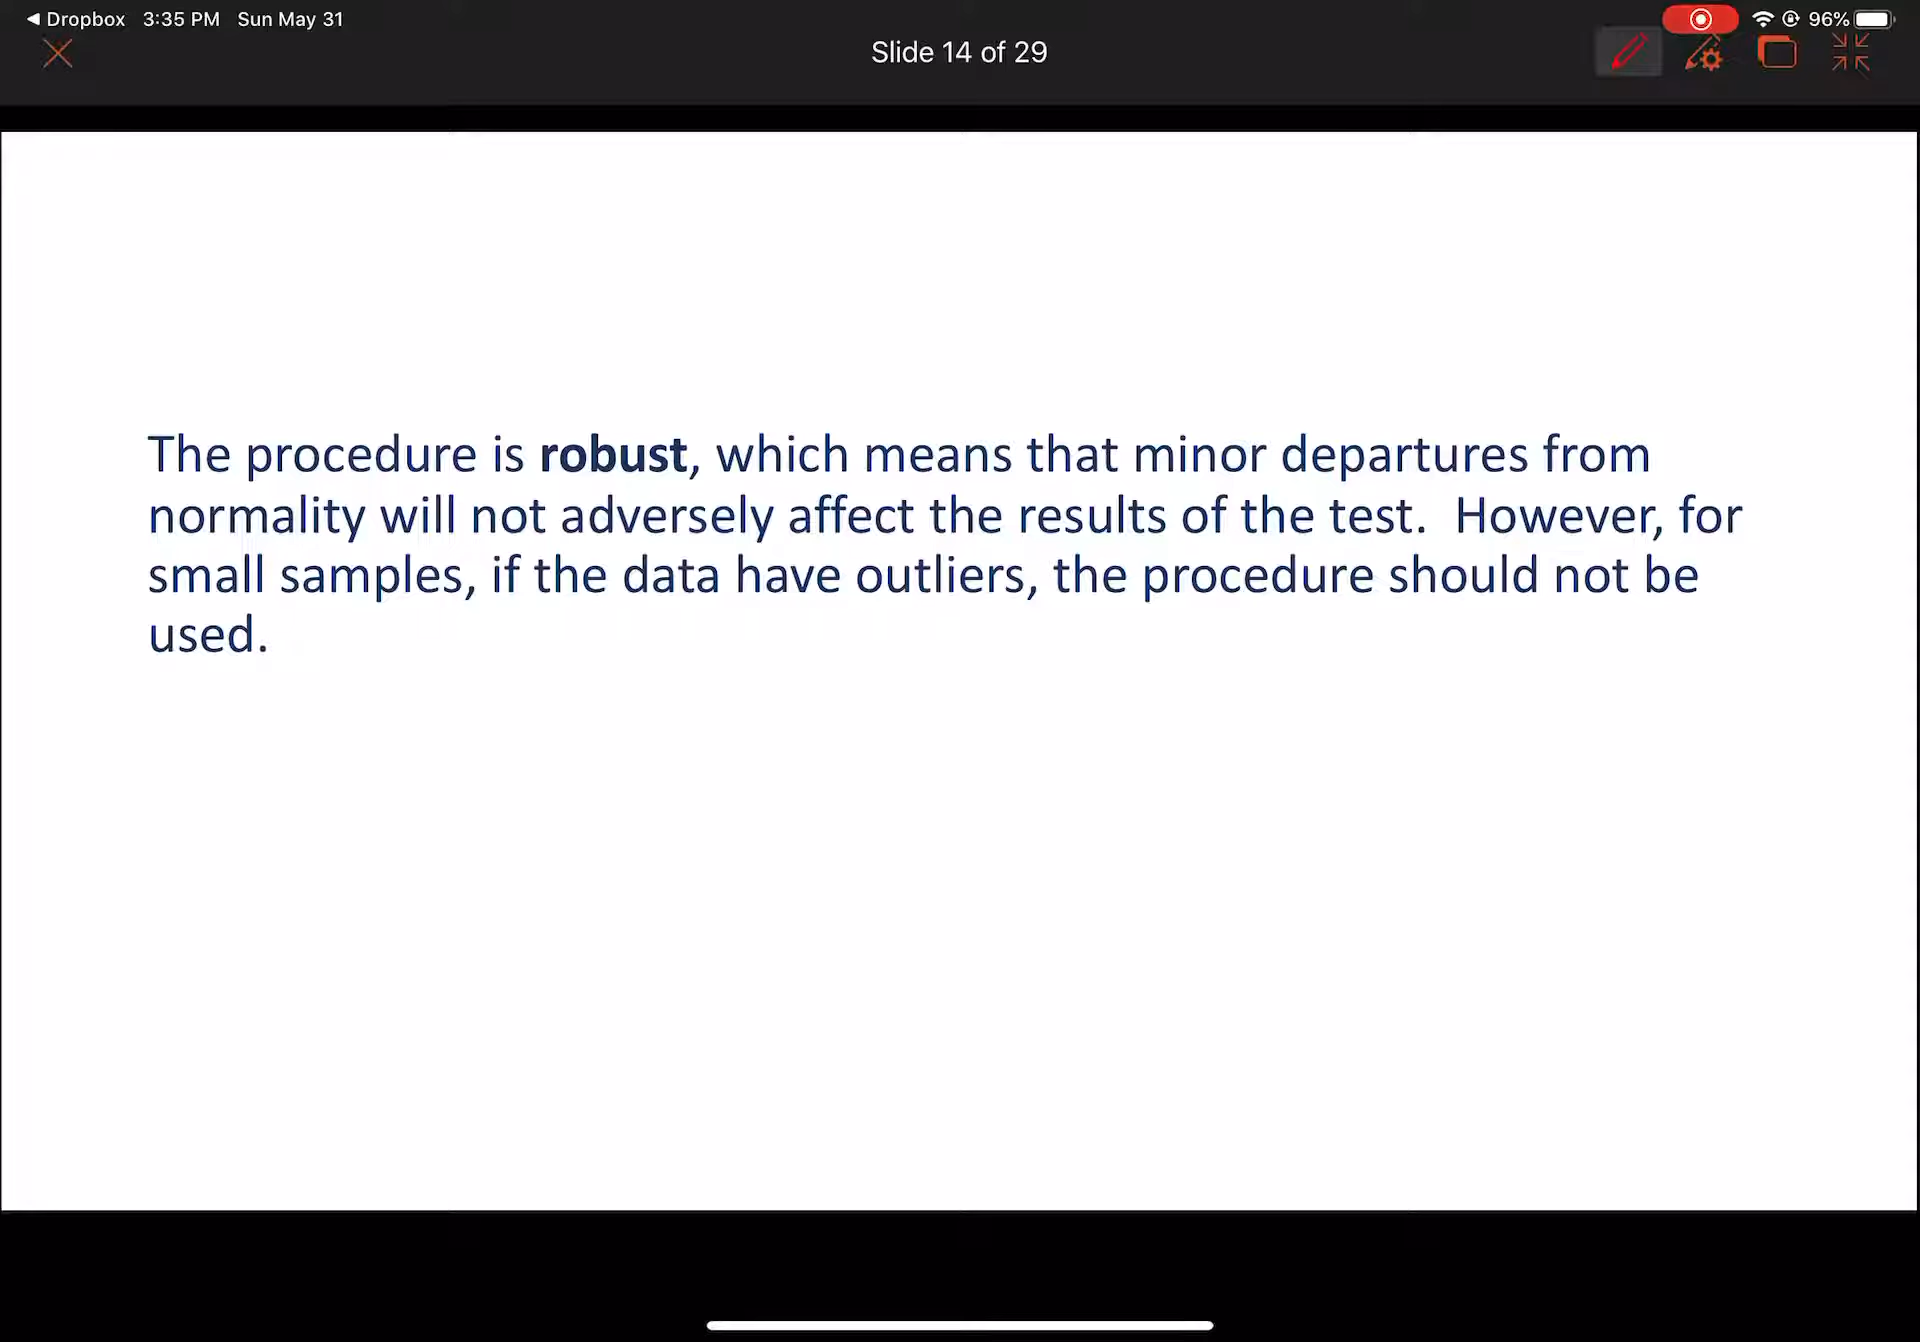 ◀ Dropbox 3:35 PM Sun May 31
96%
Slide 14 of 29
The procedure is robust, which means that minor departures from
normality will not adversely affect the results of the test.  However, for
small samples, if the data have outliers, the procedure should not be
used.